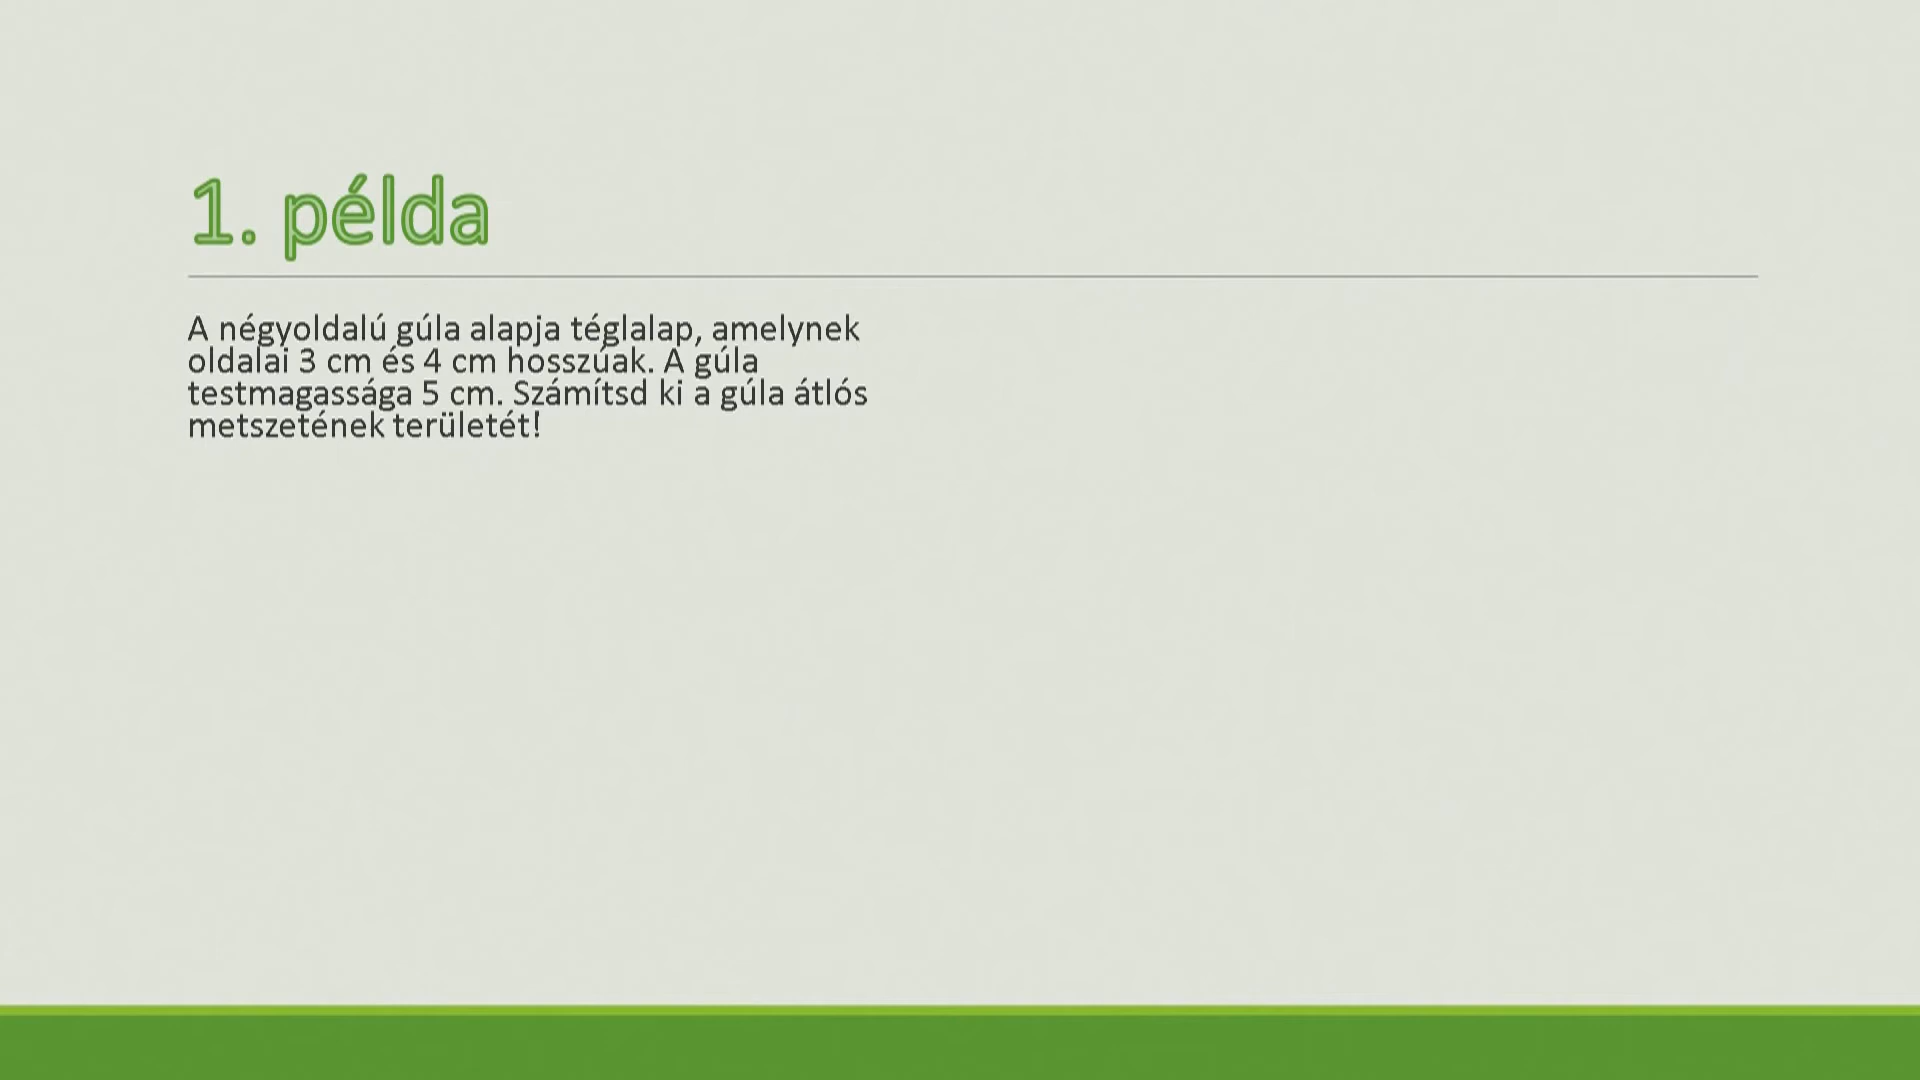 1. példa
A négyoldalú gúla alapja téglalap, amelynek
oldalai 3 cm és 4 cm hosszúak. A gúla
testmagassága 5 cm. Számítsd ki a gúla átlós
metszetének területét!